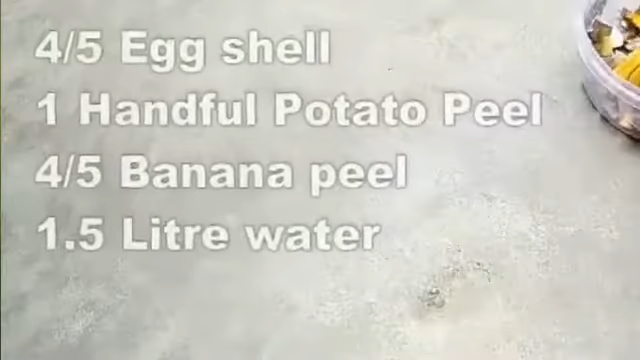 4/5 Egg shell
1 Handful Potato Peel
4/5 Banana peel
1.5 Litre water